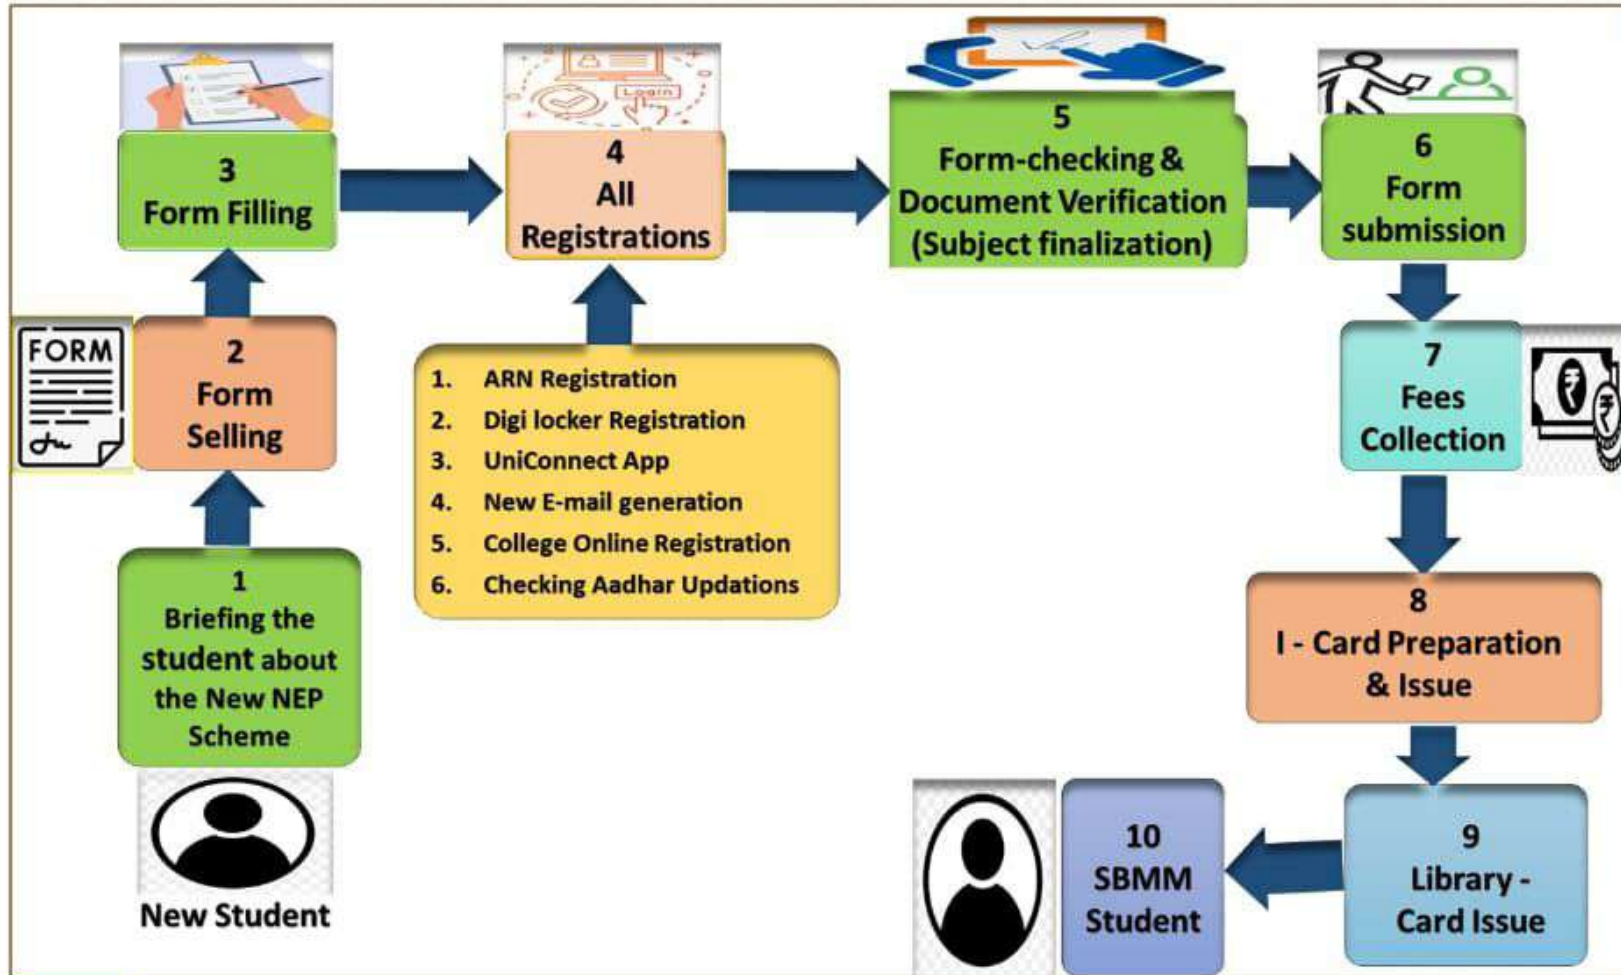 3
Form Filling
Login
4
All
Registrations
5
Form-checking &
Document Verification
(Subject finalization)
6
Form
submission
FORM
2
Form
Selling
1. ARN Registration
2. Digi locker Registration
3. UniConnect App
4. New E-mail generation
5. College Online Registration
6. Checking Aadhar Updations
7
Fees
Collection
₹
₹
1
Briefing the
student about
the New NEP
Scheme
New Student
8
I - Card Preparation
& Issue
9
Library -
Card Issue
10
SBMM
Student